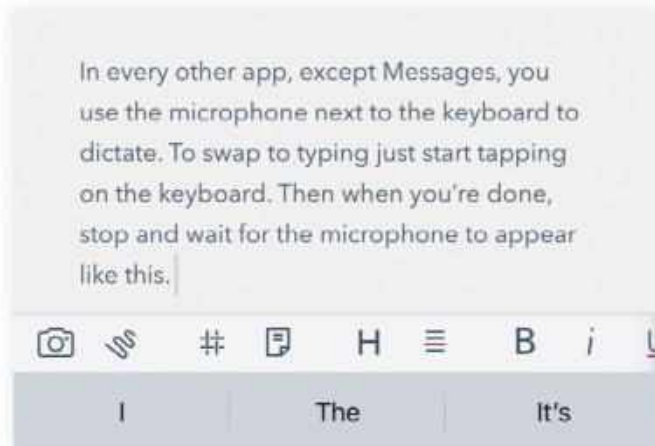 In every other app, except Messages, you
use the microphone next to the keyboard to
dictate. To swap to typing just start tapping
on the keyboard. Then when you're done,
stop and wait for the microphone to appear
like this.
H B i U
I The It's